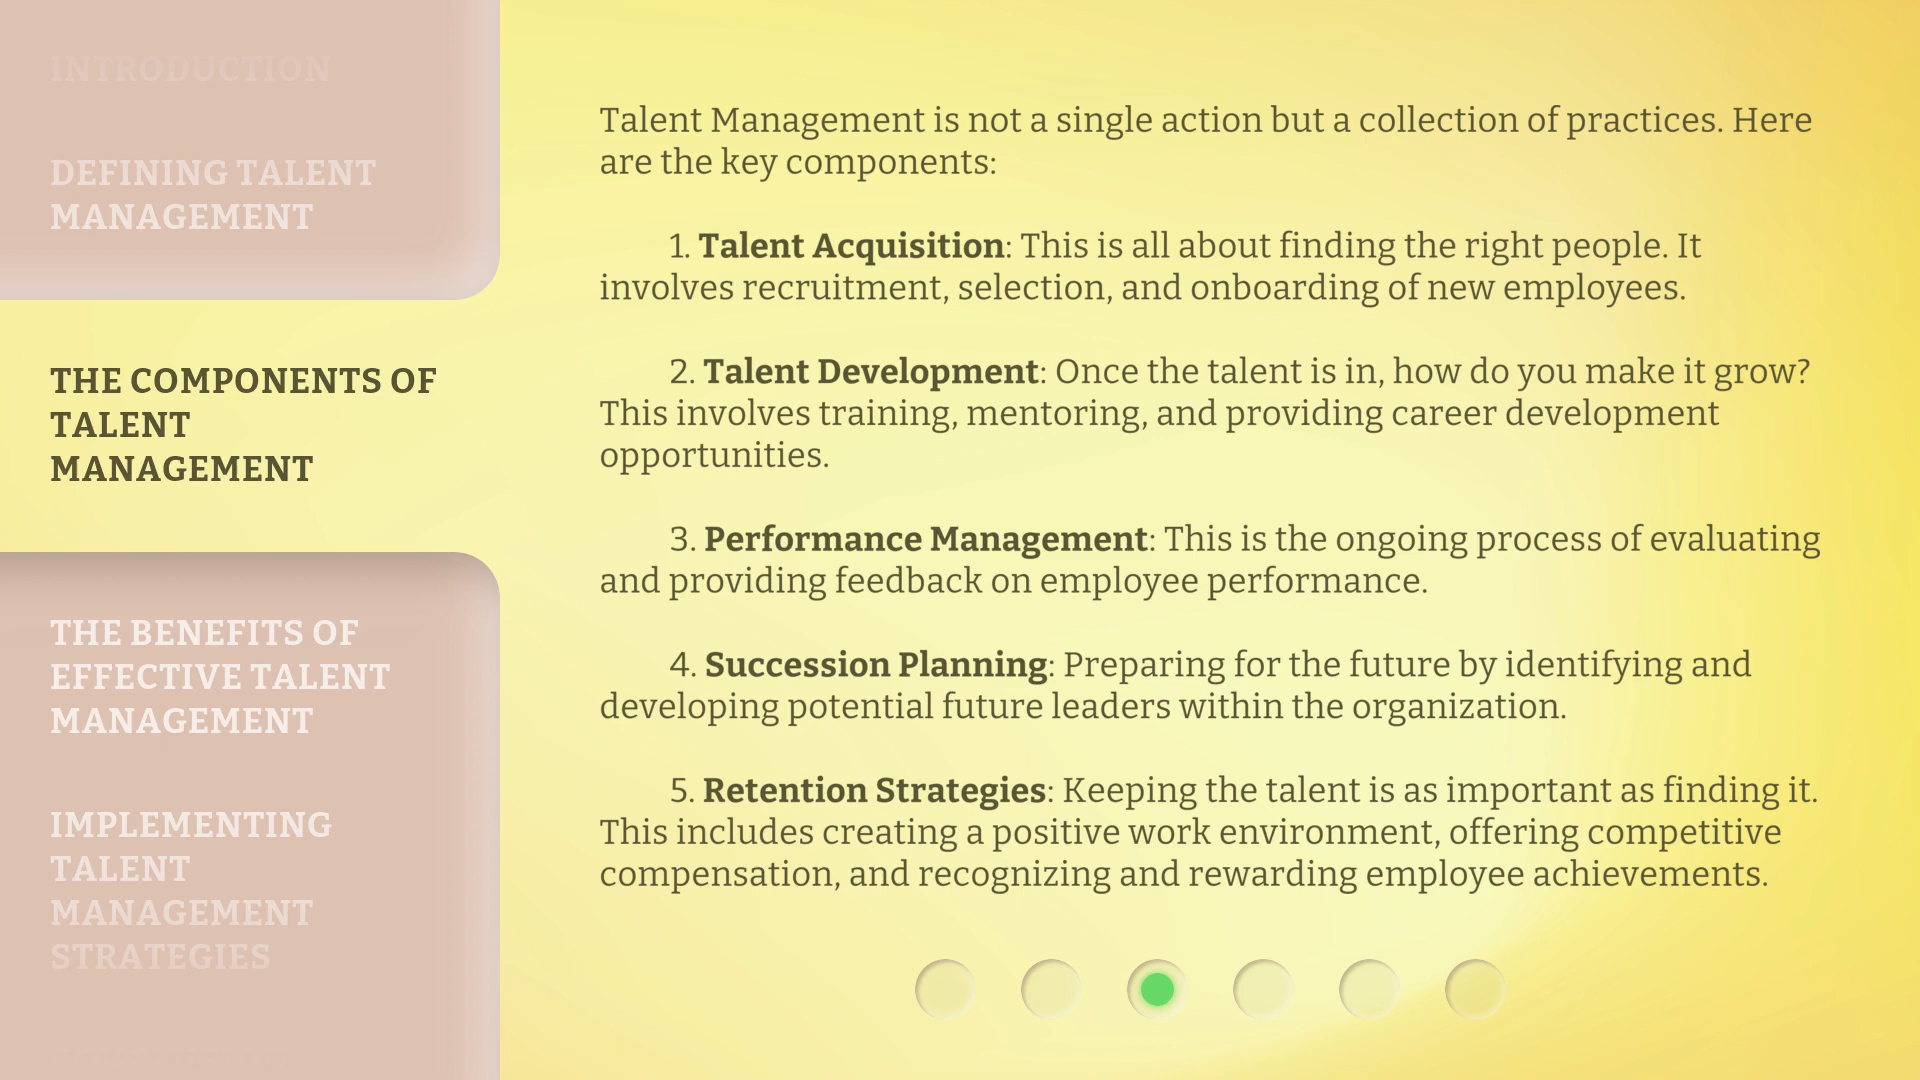 INTRODUCTION
DEFINING TALENT
MANAGEMENT
THE COMPONENTS OF
TALENT
MANAGEMENT
THE BENEFITS OF
EFFECTIVE TALENT
MANAGEMENT
IMPLEMENTING
TALENT
MANAGEMENT
STRATEGIES
Talent Management is not a single action but a collection of practices. Here
are the key components:
1. Talent Acquisition: This is all about finding the right people. It
involves recruitment, selection, and onboarding of new employees.
2. Talent Development: Once the talent is in, how do you make it grow?
This involves training, mentoring, and providing career development
opportunities.
3. Performance Management: This is the ongoing process of evaluating
and providing feedback on employee performance.
4. Succession Planning: Preparing for the future by identifying and
developing potential future leaders within the organization.
5. Retention Strategies: Keeping the talent is as important as finding it.
This includes creating a positive work environment, offering competitive
compensation, and recognizing and rewarding employee achievements.